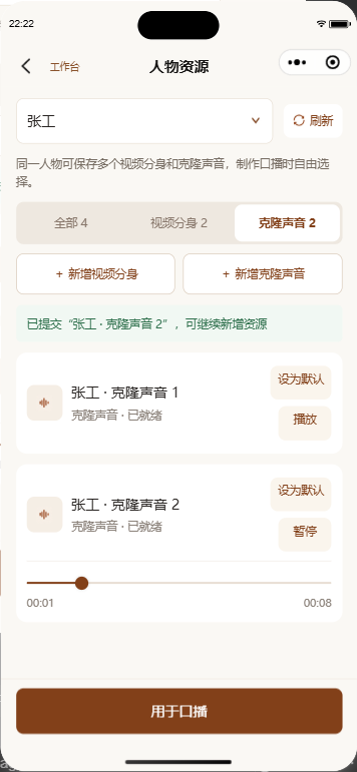 22:22
工作台
人物资源
张工
刷新
同一人物可保存多个视频分身和克隆声音，制作口播时自由选
择。
全部 4
视频分身 2
克隆声音 2
+ 新增视频分身
+ 新增克隆声音
已提交“张工 · 克隆声音 2”，可继续新增资源
张工 · 克隆声音 1
克隆声音 · 已就绪
设为默认
播放
张工 · 克隆声音 2
克隆声音 · 已就绪
设为默认
暂停
00:01
00:08
用于口播